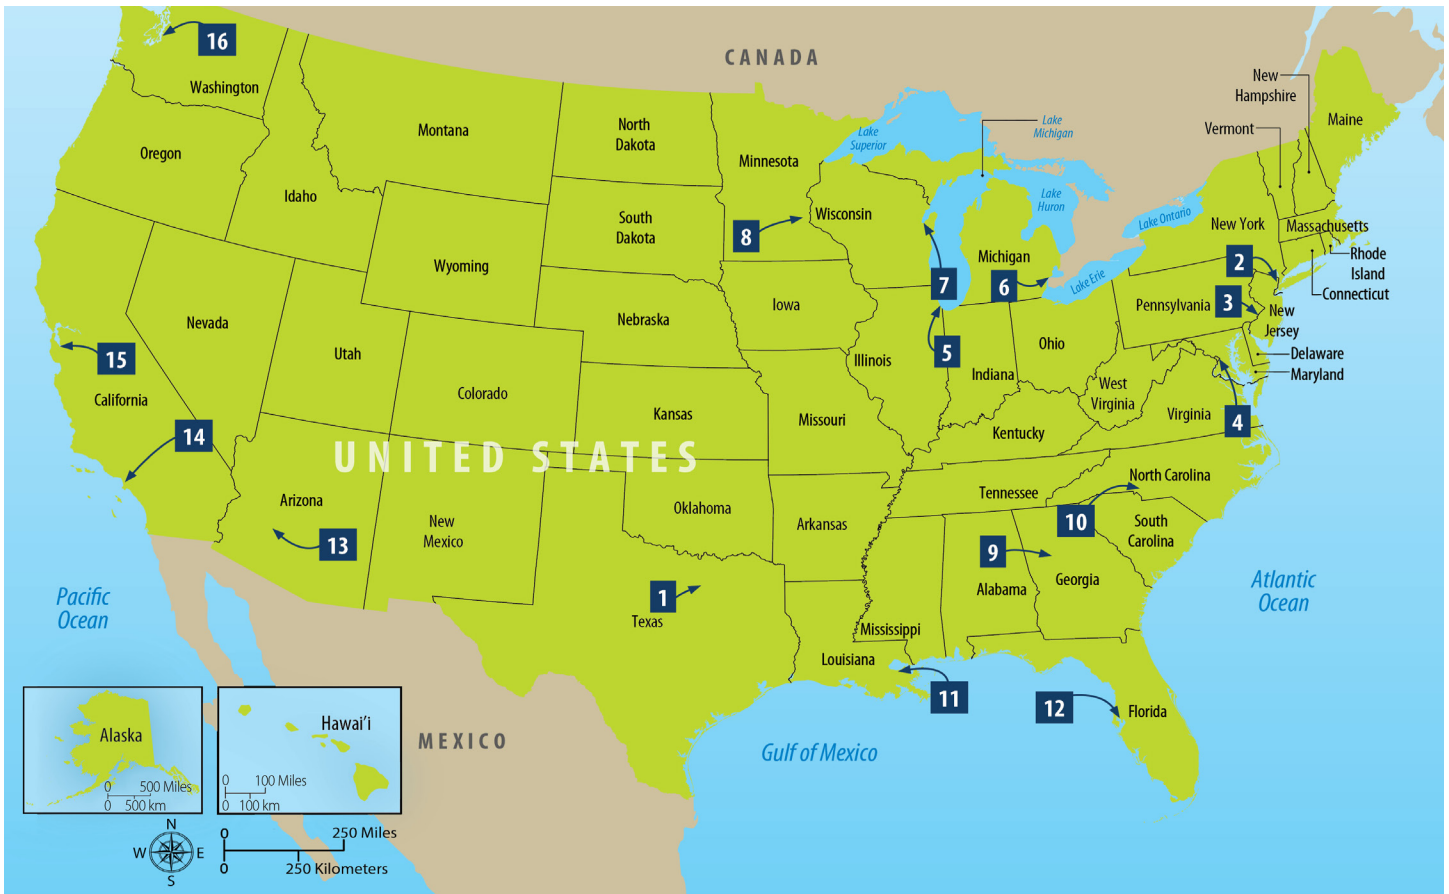 CANADA
16
Washington
Montana
North
Dakota
Minnesota
Lake
Superior
Lake
Michigan
New
Hampshire
Vermont
Maine
Oregon
Idaho
South
Dakota
8
Wisconsin
Lake
Huron
Lake Ontario
New York
Massachusetts
Wyoming
Michigan
7
6
Lake Erie
2
Rhode
Island
Connecticut
Nevada
Utah
Nebraska
Iowa
Pennsylvania
3
New
Jersey
15
California
Colorado
Illinois
5
Indiana
Ohio
Delaware
Maryland
West
Virginia
Virginia
4
14
Kansas
Missouri
Kentucky
UNITED STATES
Arizona
New
Mexico
Oklahoma
Arkansas
Tennessee
North Carolina
13
10
South
Carolina
9
Alabama
Georgia
Pacific
Ocean
Atlantic
Ocean
1
Texas
Mississippi
Louisiana
11
12
Florida
Alaska
0 500 Miles
0 500 km
Hawai‘i
0 100 Miles
0 100 km
MEXICO
Gulf of Mexico
N
W E
S
0 250 Miles
0 250 Kilometers